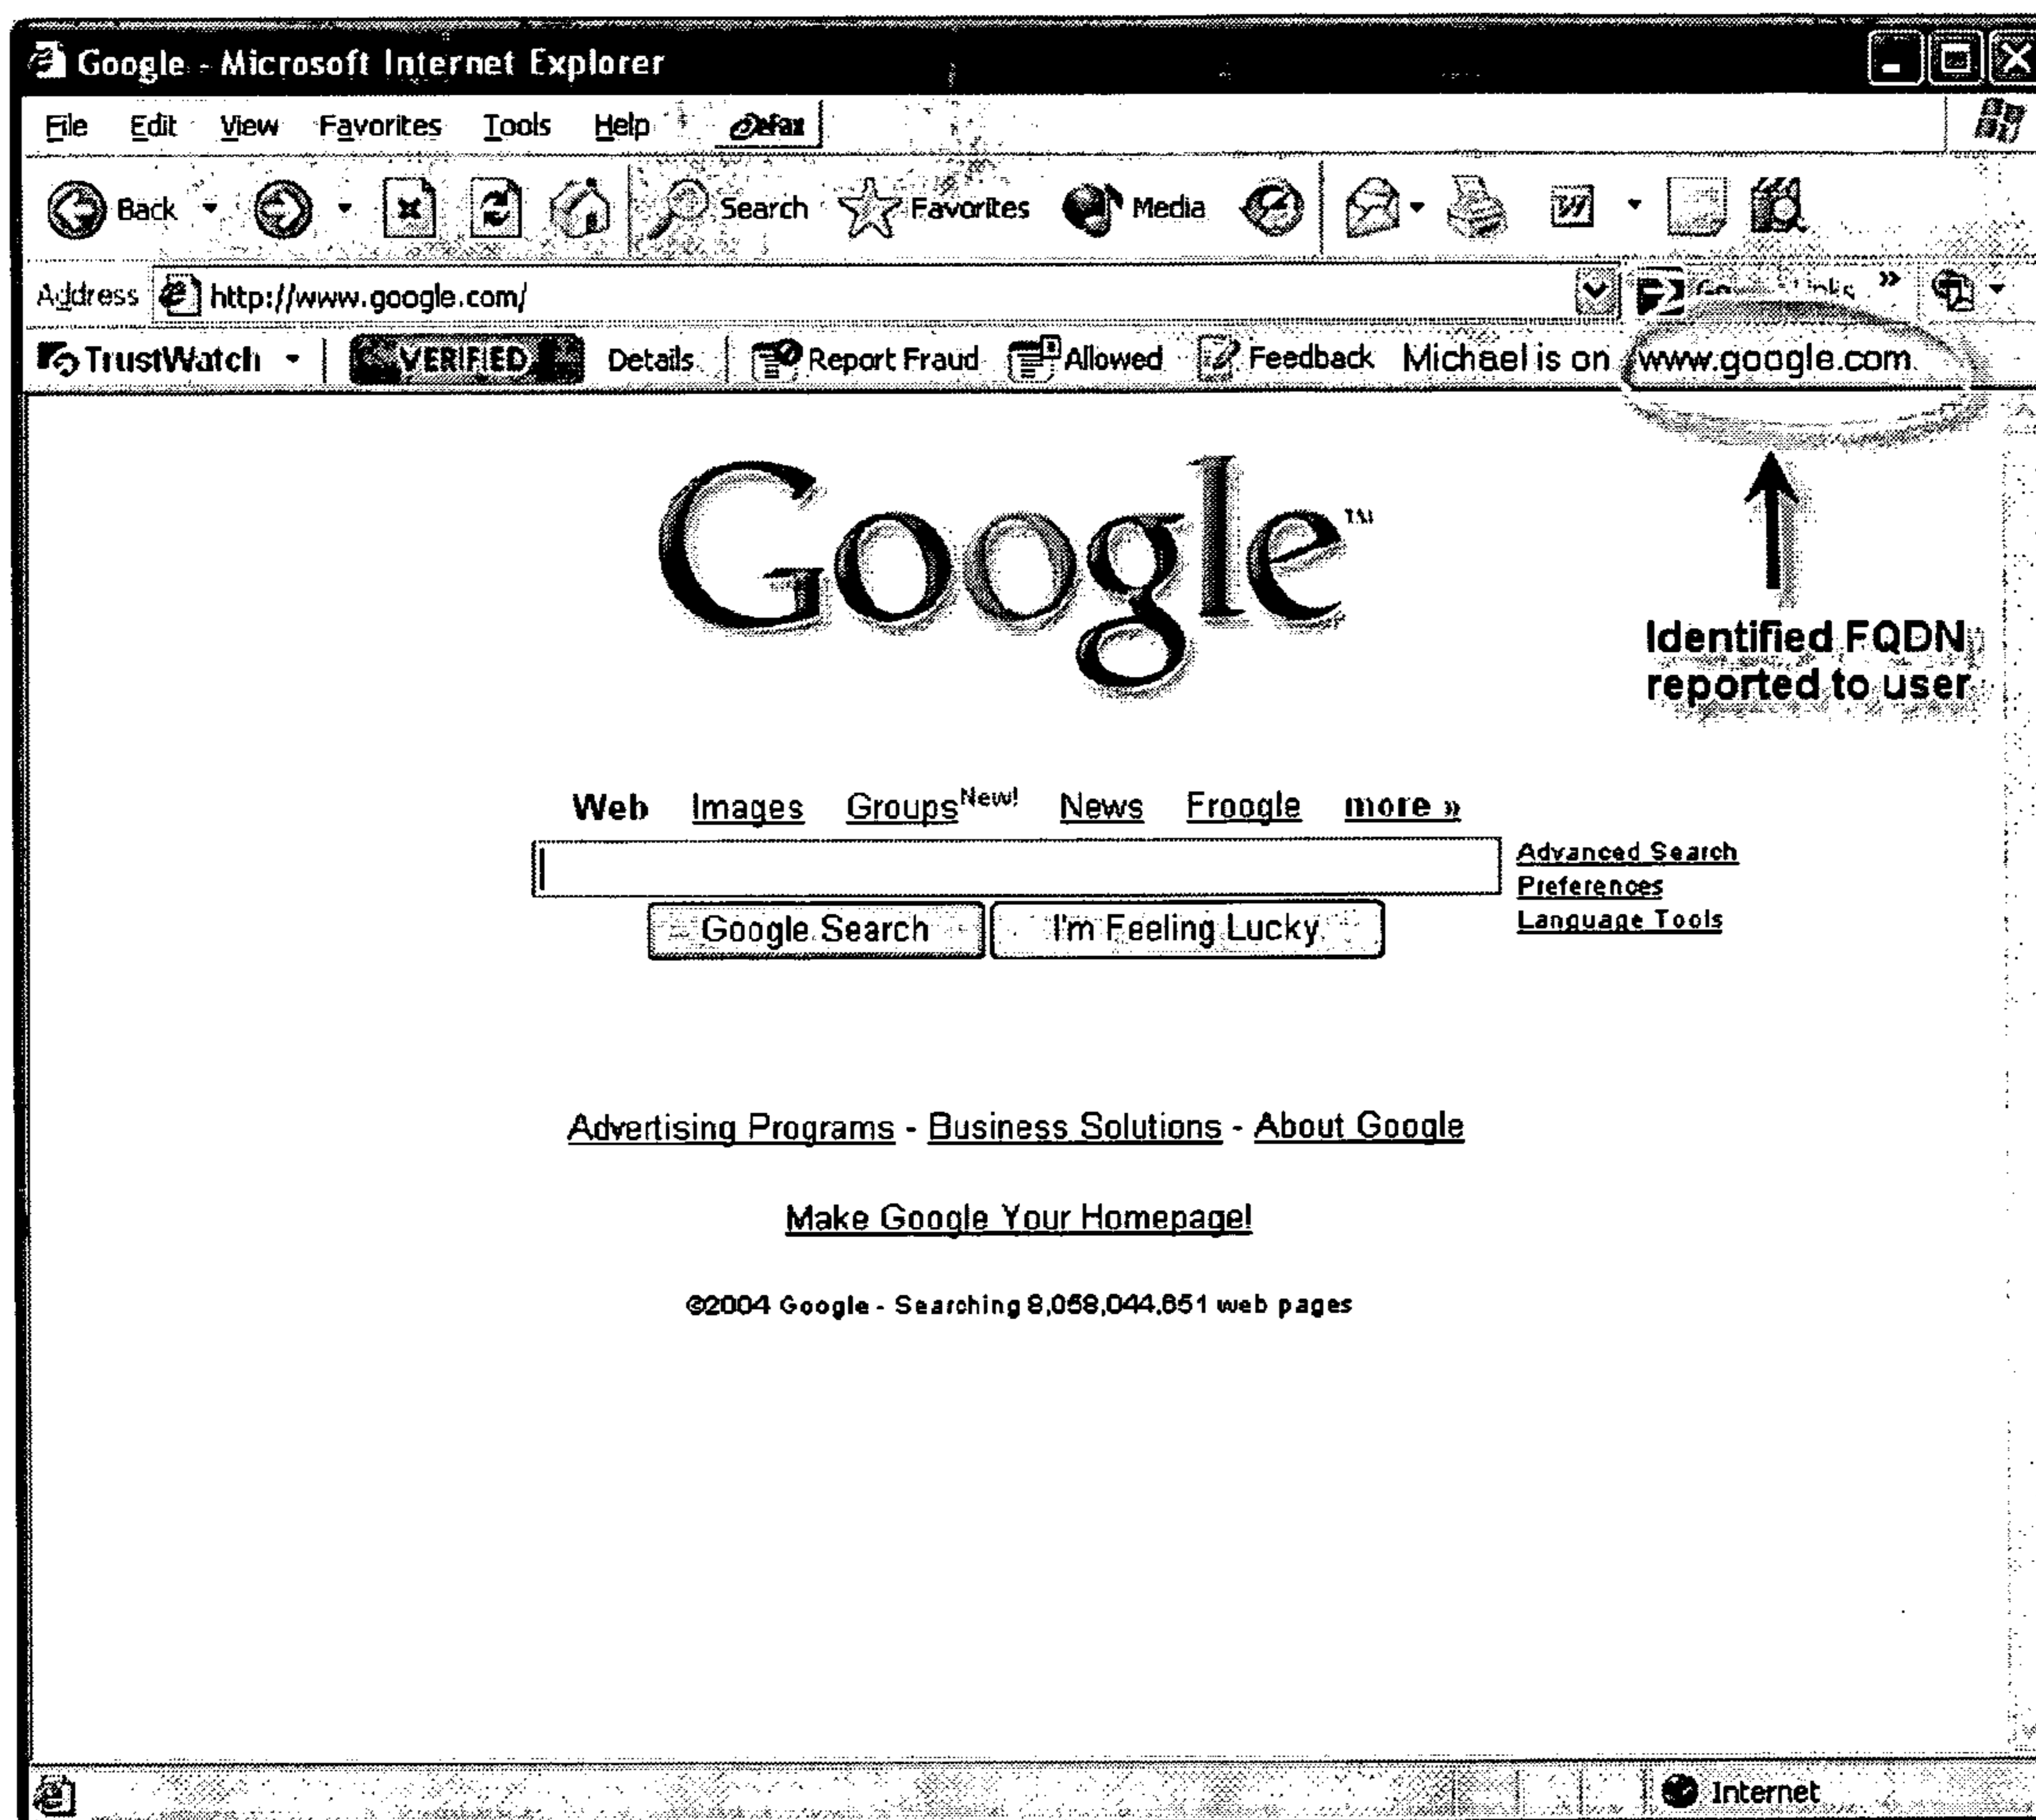 Google - Microsoft Internet Explorer
File Edit View Favorites Tools Help eFax
Back Search Favorites Media
Address http://www.google.com/
TrustWatch VERIFIED Details Report Fraud Allowed Feedback Michael is on www.google.com.
Google™
Identified FQDN
reported to user
Web Images Groups New! News Froogle more »
Advanced Search
Preferences
Language Tools
Google Search I'm Feeling Lucky
Advertising Programs - Business Solutions - About Google
Make Google Your Homepage!
©2004 Google - Searching 8,058,044,651 web pages
Internet